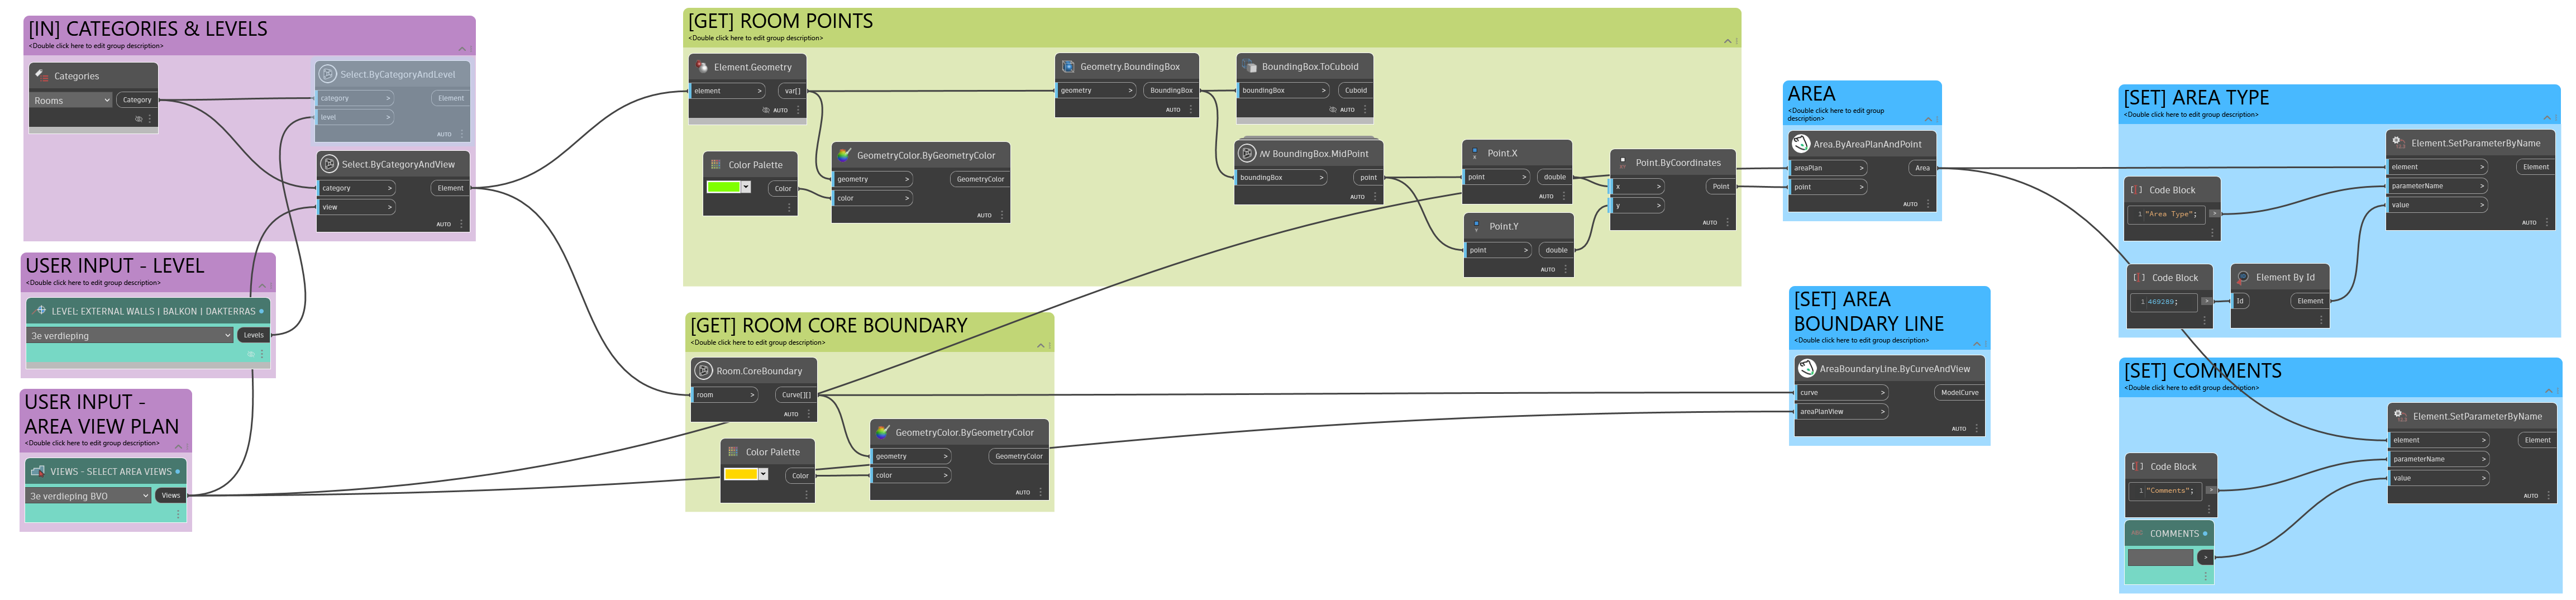 [IN] CATEGORIES & LEVELS
<Double click here to edit group description>
Categories
Rooms
Category
Select.ByCategoryAndLevel
category >
Element
level >
AUTO
Select.ByCategoryAndView
category >
Element
view >
AUTO
USER INPUT - LEVEL
<Double click here to edit group description>
LEVEL: EXTERNAL WALLS | BALKON | DAKTERRAS
3e verdieping
Levels
USER INPUT -
AREA VIEW PLAN
<Double click here to edit group description>
VIEWS - SELECT AREA VIEWS
3e verdieping BVO
Views
[GET] ROOM POINTS
<Double click here to edit group description>
Element.Geometry
element >
var[]
AUTO
Color Palette
Color
GeometryColor.ByGeometryColor
geometry >
GeometryColor
color >
AUTO
Geometry.BoundingBox
geometry >
BoundingBox
AUTO
BoundingBox.ToCuboid
boundingBox >
Cuboid
AUTO
BoundingBox.MidPoint
boundingBox >
point
AUTO
Point.X
point >
double
AUTO
Point.Y
point >
double
AUTO
Point.ByCoordinates
x >
Point
y >
AUTO
[GET] ROOM CORE BOUNDARY
<Double click here to edit group description>
Room.CoreBoundary
room >
Curve[][]
AUTO
Color Palette
Color
GeometryColor.ByGeometryColor
geometry >
GeometryColor
color >
AUTO
AREA
<Double click here to edit group
description>
Area.ByAreaPlanAndPoint
areaPlan >
Area
point >
AUTO
[SET] AREA
BOUNDARY LINE
<Double click here to edit group description>
AreaBoundaryLine.ByCurveAndView
curve >
ModelCurve
areaPlanView >
AUTO
[SET] AREA TYPE
<Double click here to edit group description>
Code Block
1 "Area Type"; >
Code Block
1 469289; >
Element By Id
Id
Element
Element.SetParameterByName
element >
Element
parameterName >
value >
AUTO
[SET] COMMENTS
<Double click here to edit group description>
Code Block
1 "Comments"; >
COMMENTS
>
Element.SetParameterByName
element >
Element
parameterName >
value >
AUTO